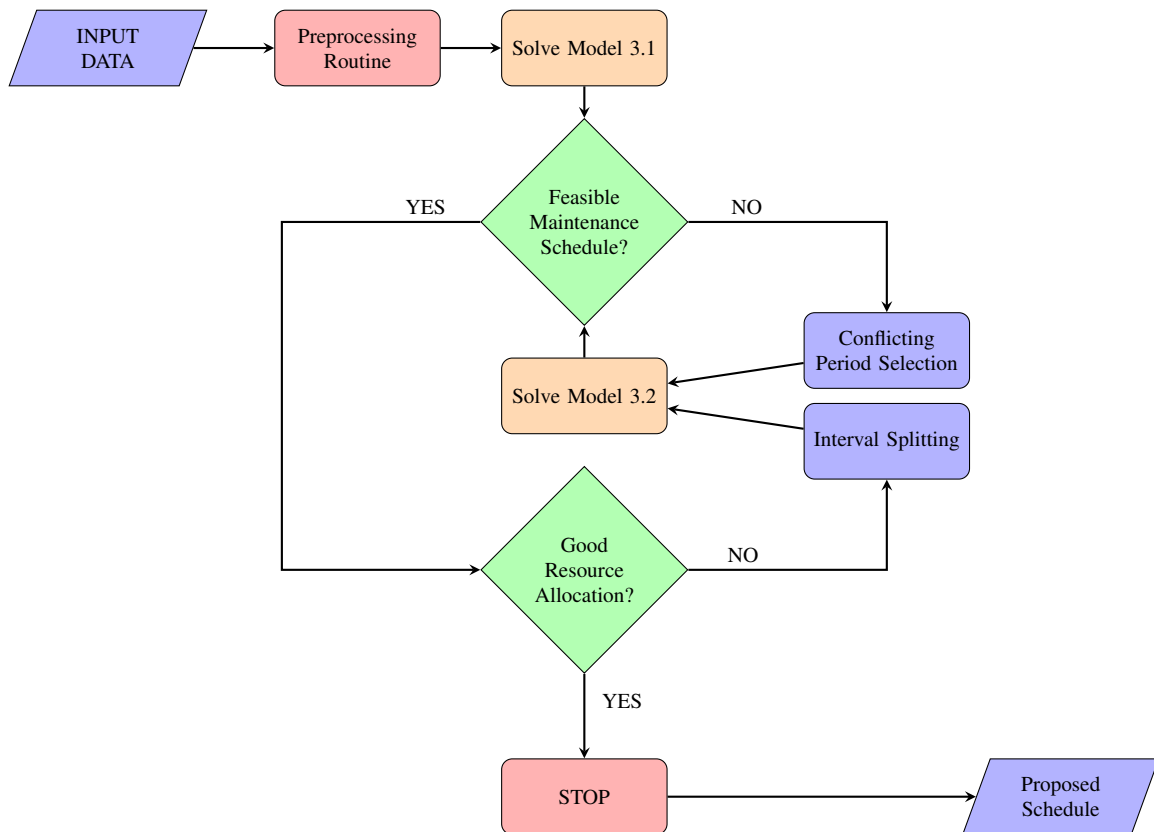 INPUT
DATA
Preprocessing
Routine
Solve Model 3.1
Feasible
Maintenance
Schedule?
YES
NO
Conflicting
Period Selection
Solve Model 3.2
Interval Splitting
Good
Resource
Allocation?
NO
YES
STOP
Proposed
Schedule